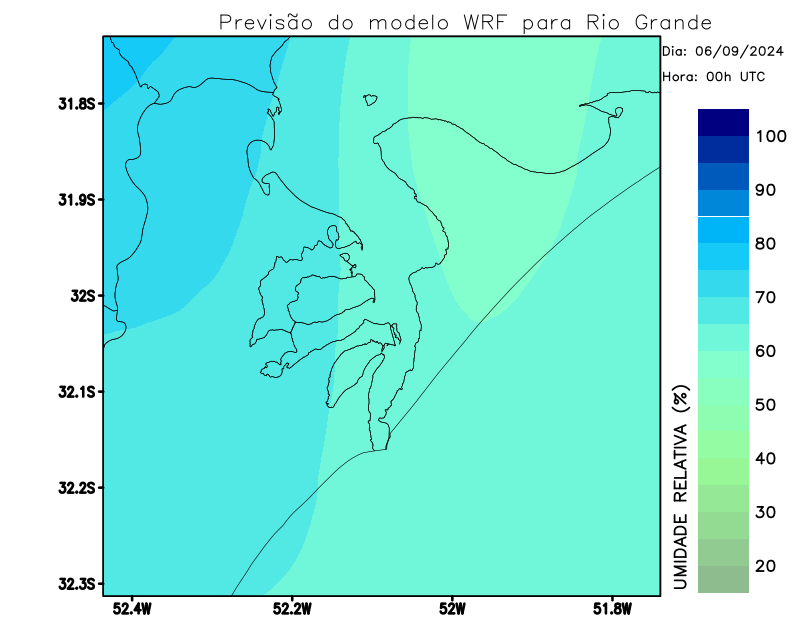 Previsão do modelo WRF para Rio Grande
Dia: 06/09/2024
Hora: 00h UTC
31.8S
31.9S
32S
32.1S
32.2S
32.3S
52.4W
52.2W
52W
51.8W
100
90
80
70
60
50
40
30
20
UMIDADE RELATIVA (%)